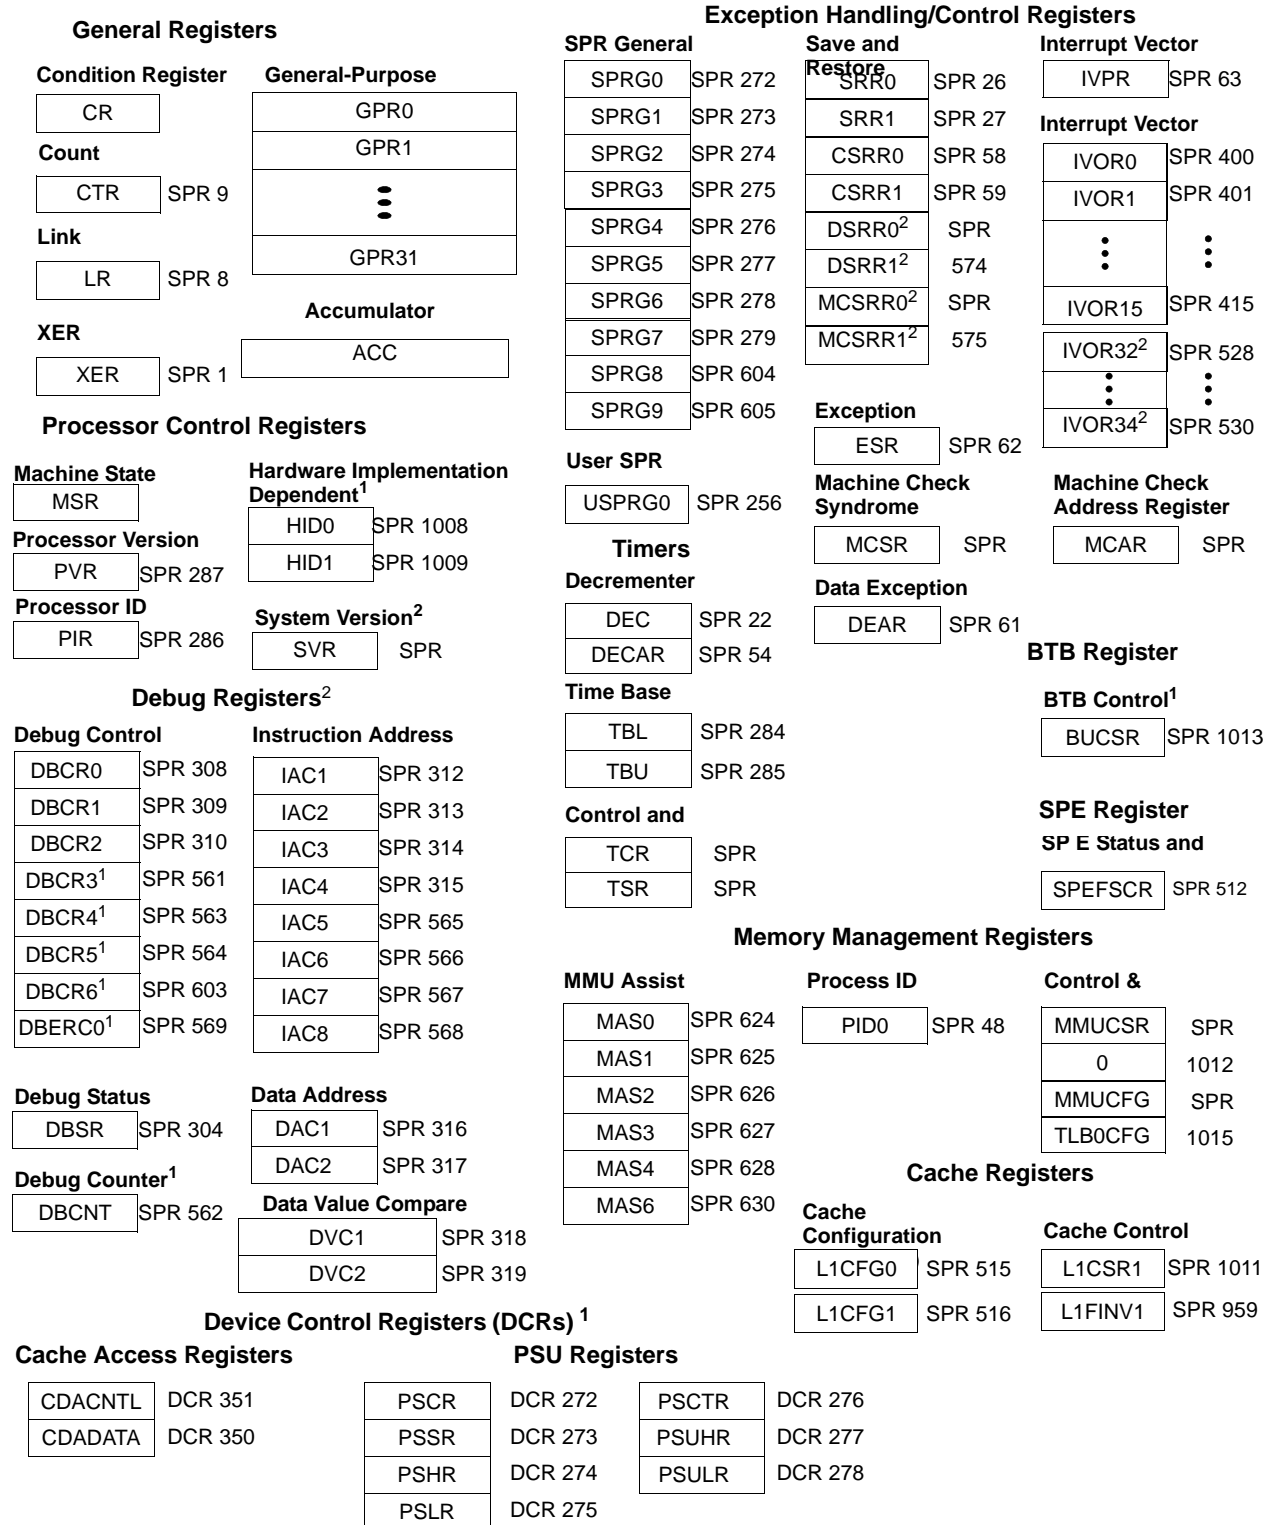 General Registers
Condition Register
CR
Count
CTR SPR 9
Link
LR SPR 8
XER
XER SPR 1
General-Purpose
GPR0
GPR1
GPR31
Accumulator
ACC
Exception Handling/Control Registers
SPR General
SPRG0 SPR 272
SPRG1 SPR 273
SPRG2 SPR 274
SPRG3 SPR 275
SPRG4 SPR 276
SPRG5 SPR 277
SPRG6 SPR 278
SPRG7 SPR 279
SPRG8 SPR 604
SPRG9 SPR 605
User SPR
USPRG0 SPR 256
Save and
Restore
SRR0 SPR 26
SRR1 SPR 27
CSRR0 SPR 58
CSRR1 SPR 59
DSRR0² SPR
DSRR1² 574
MCSRR0² SPR
MCSRR1² 575
Exception
ESR SPR 62
Machine Check
Syndrome
MCSR SPR
Data Exception
DEAR SPR 61
Interrupt Vector
IVPR SPR 63
Interrupt Vector
IVOR0 SPR 400
IVOR1 SPR 401
IVOR15 SPR 415
IVOR32² SPR 528
IVOR34² SPR 530
Machine Check
Address Register
MCAR SPR
Processor Control Registers
Machine State
MSR
Processor Version
PVR SPR 287
Processor ID
PIR SPR 286
Hardware Implementation
Dependent¹
HID0 SPR 1008
HID1 SPR 1009
System Version²
SVR SPR
Timers
Decrementer
DEC SPR 22
DECAR SPR 54
Time Base
TBL SPR 284
TBU SPR 285
Control and
TCR SPR
TSR SPR
BTB Register
BTB Control¹
BUCSR SPR 1013
SPE Register
SP E Status and
SPEFSCR SPR 512
Debug Registers²
Debug Control
DBCR0 SPR 308
DBCR1 SPR 309
DBCR2 SPR 310
DBCR3¹ SPR 561
DBCR4¹ SPR 563
DBCR5¹ SPR 564
DBCR6¹ SPR 603
DBERC0¹ SPR 569
Debug Status
DBSR SPR 304
Debug Counter¹
DBCNT SPR 562
Instruction Address
IAC1 SPR 312
IAC2 SPR 313
IAC3 SPR 314
IAC4 SPR 315
IAC5 SPR 565
IAC6 SPR 566
IAC7 SPR 567
IAC8 SPR 568
Data Address
DAC1 SPR 316
DAC2 SPR 317
Data Value Compare
DVC1 SPR 318
DVC2 SPR 319
Memory Management Registers
MMU Assist
MAS0 SPR 624
MAS1 SPR 625
MAS2 SPR 626
MAS3 SPR 627
MAS4 SPR 628
MAS6 SPR 630
Process ID
PID0 SPR 48
Control &
MMUCSR SPR
0 1012
MMUCFG SPR
TLB0CFG 1015
Cache Registers
Cache
Configuration
L1CFG0 SPR 515
L1CFG1 SPR 516
Cache Control
L1CSR1 SPR 1011
L1FINV1 SPR 959
Device Control Registers (DCRs) ¹
Cache Access Registers
CDACNTL DCR 351
CDADATA DCR 350
PSU Registers
PSCR DCR 272
PSSR DCR 273
PSHR DCR 274
PSLR DCR 275
PSCTR DCR 276
PSUHR DCR 277
PSULR DCR 278